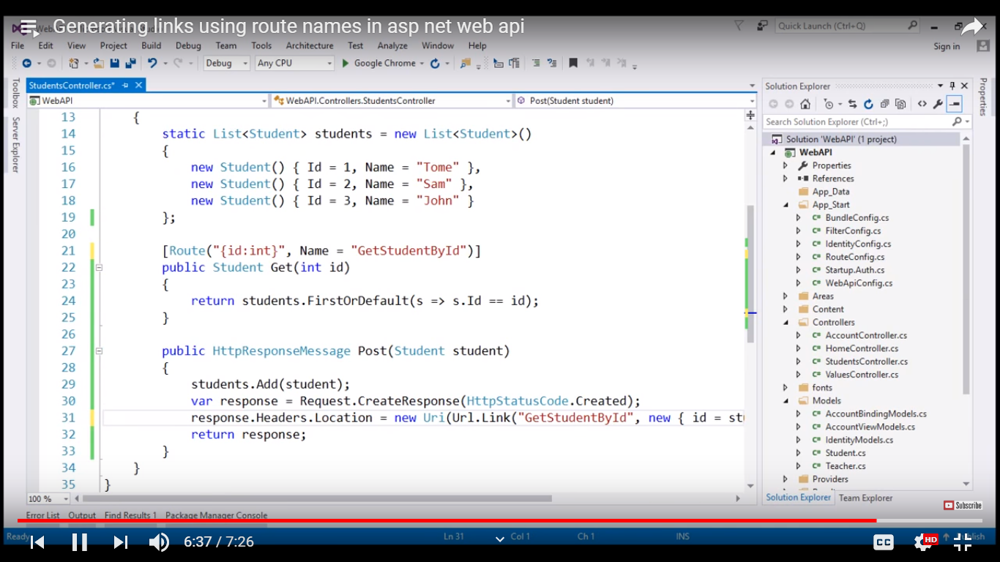 Generating links using route names in asp net web api
Quick Launch (Ctrl+Q)
File Edit View Project Build Debug Team Tools Architecture Test Analyze Window Help
Sign in
Debug Any CPU Google Chrome
Toolbox
Server Explorer
StudentsController.cs*
WebAPI WebAPI.Controllers.StudentsController Post(Student student)
13 {
14 static List<Student> students = new List<Student>()
15 {
16 new Student() { Id = 1, Name = "Tome" },
17 new Student() { Id = 2, Name = "Sam" },
18 new Student() { Id = 3, Name = "John" }
19 };
20
21 [Route("{id:int}", Name = "GetStudentById")]
22 public Student Get(int id)
23 {
24 return students.FirstOrDefault(s => s.Id == id);
25 }
26
27 public HttpResponseMessage Post(Student student)
28 {
29 students.Add(student);
30 var response = Request.CreateResponse(HttpStatusCode.Created);
31 response.Headers.Location = new Uri(Url.Link("GetStudentById", new { id = st
32 return response;
33 }
34 }
35 }
100 %
Solution Explorer
Properties
Search Solution Explorer (Ctrl+;)
Solution 'WebAPI' (1 project)
WebAPI
Properties
References
App_Data
App_Start
BundleConfig.cs
FilterConfig.cs
IdentityConfig.cs
RouteConfig.cs
Startup.Auth.cs
WebApiConfig.cs
Areas
Content
Controllers
AccountController.cs
HomeController.cs
StudentsController.cs
ValuesController.cs
fonts
Models
AccountBindingModels.cs
AccountViewModels.cs
IdentityModels.cs
Student.cs
Teacher.cs
Providers
Solution Explorer Team Explorer
Subscribe
Error List Output Find Results 1 Package Manager Console
Ready Ln 31 Col 1 Ch 1 INS
6:37 / 7:26
CC HD